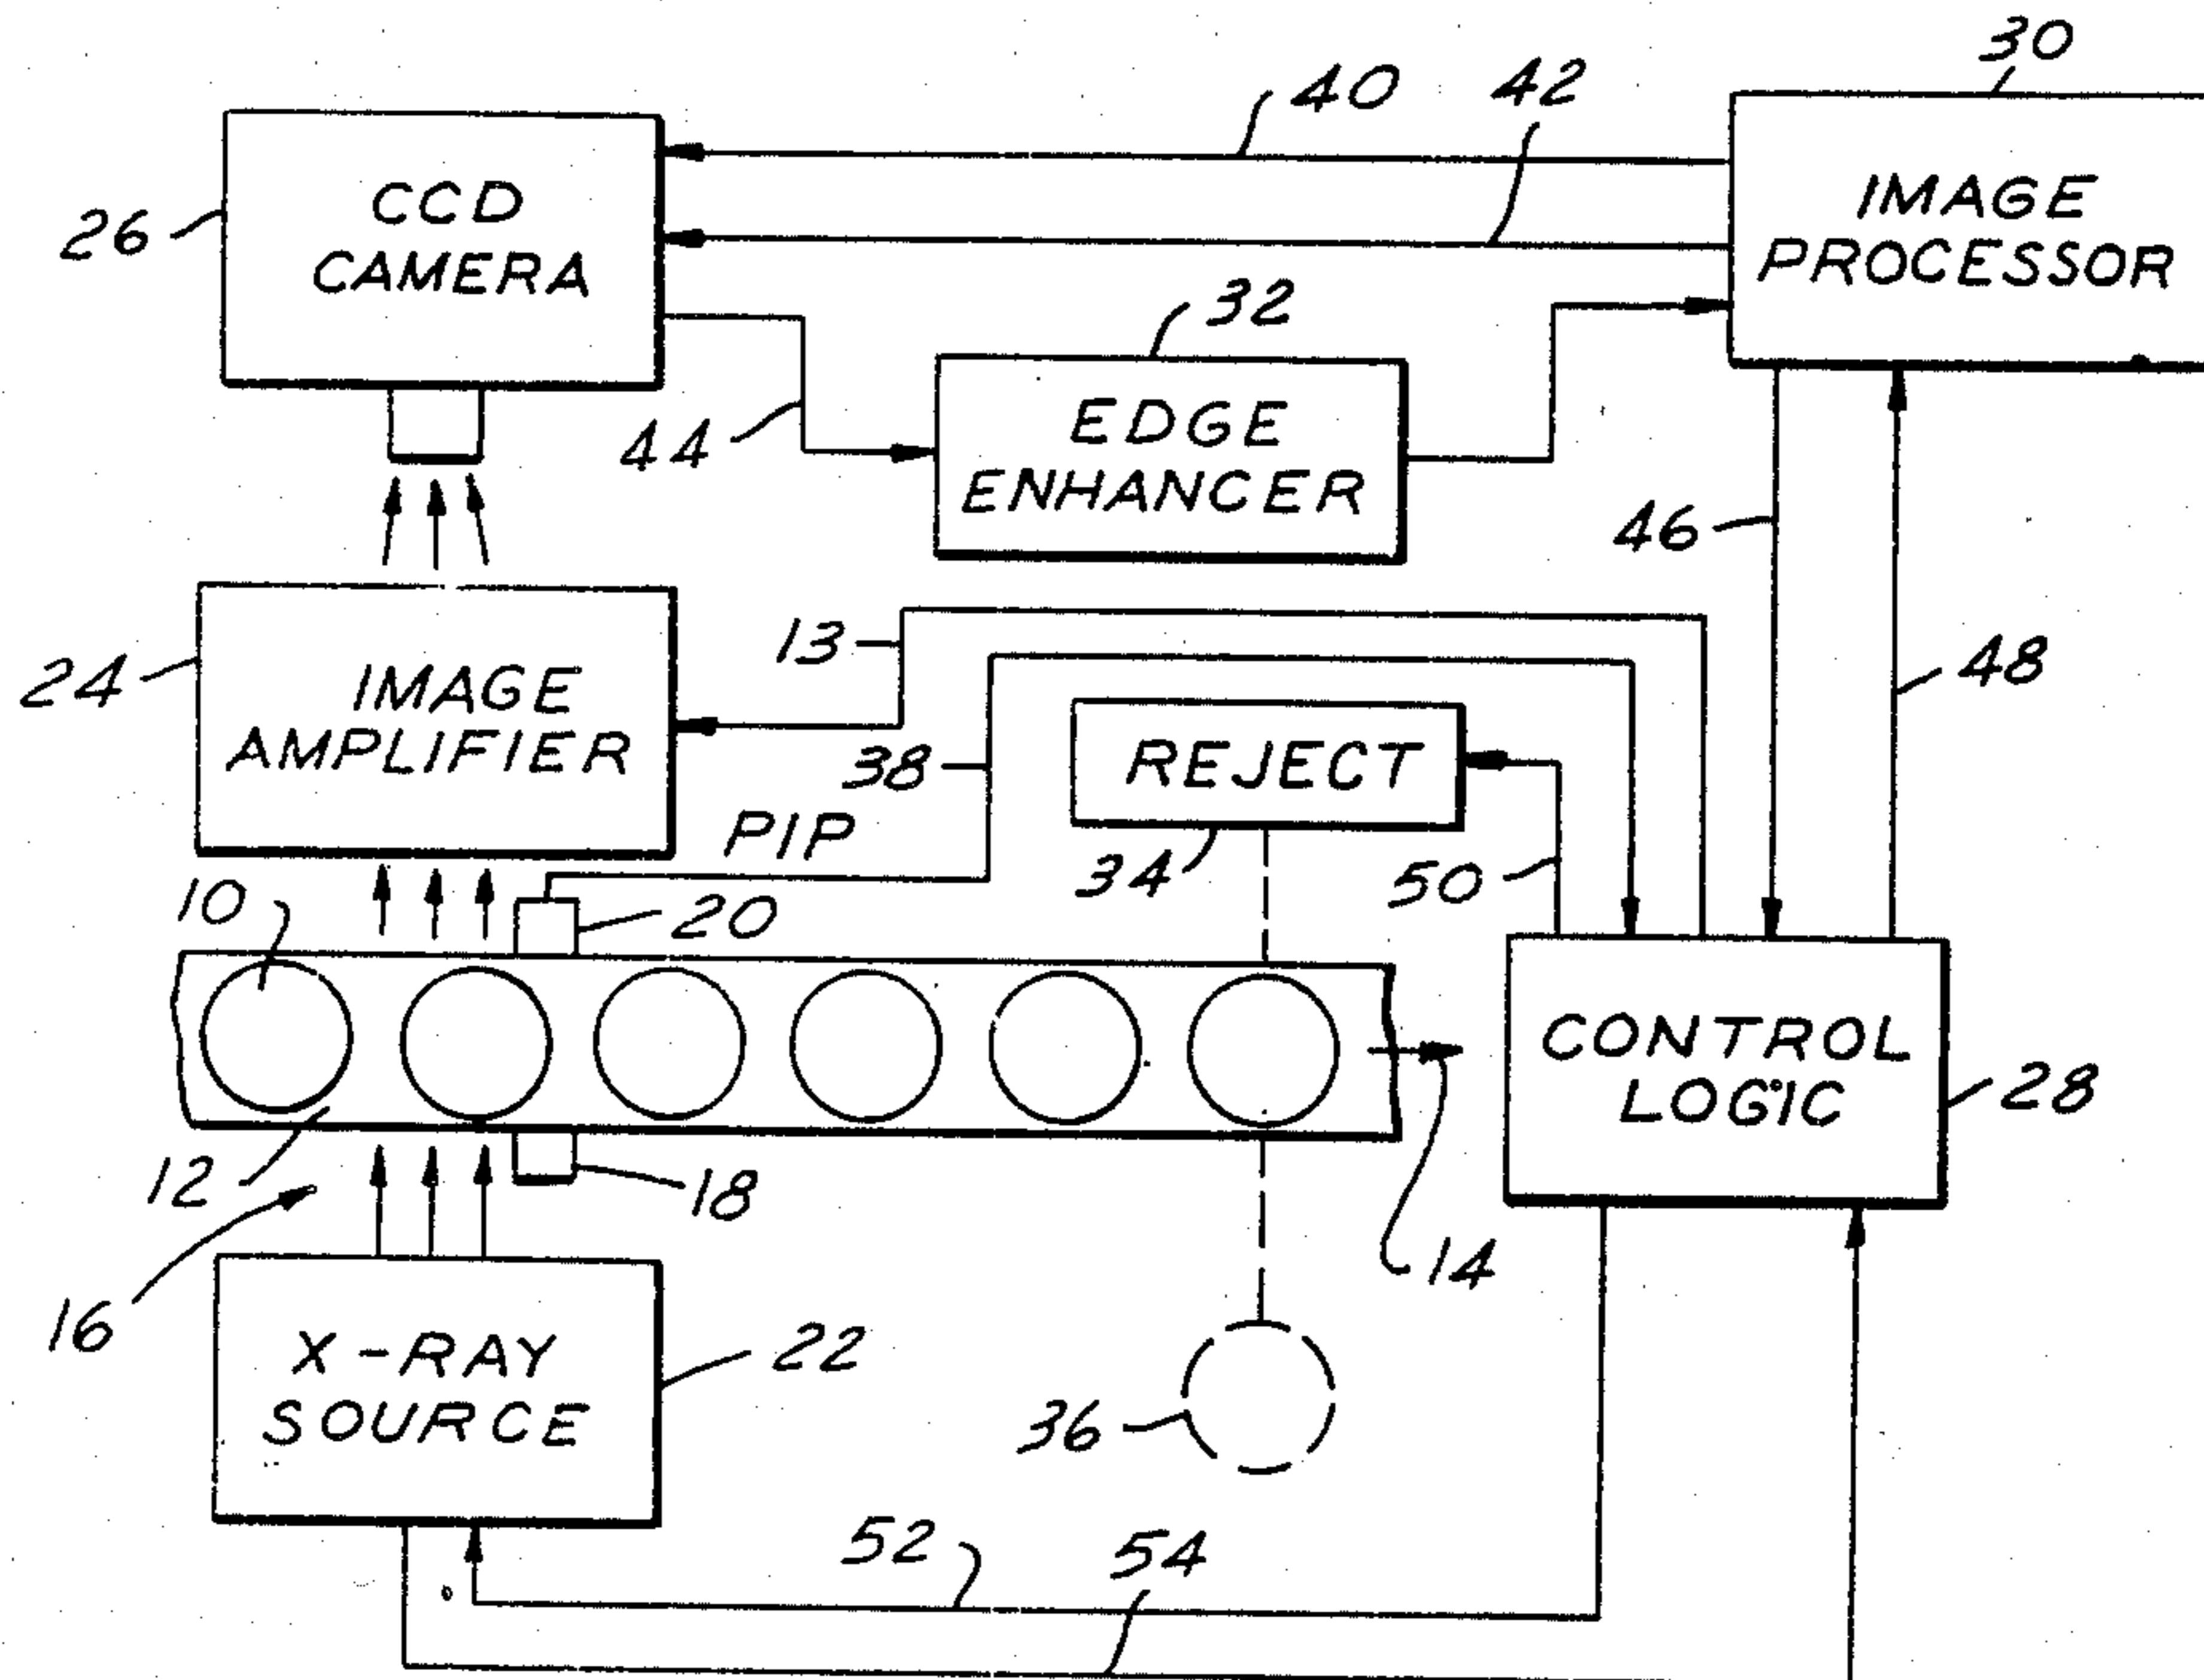 30
40
42
CCD
CAMERA
26
IMAGE
PROCESSOR
32
44
EDGE
ENHANCER
46
13
48
24
IMAGE
AMPLIFIER
38
REJECT
PIP
34
50
10
20
CONTROL
LOGIC
28
12
18
14
16
X-RAY
SOURCE
22
36
52
54